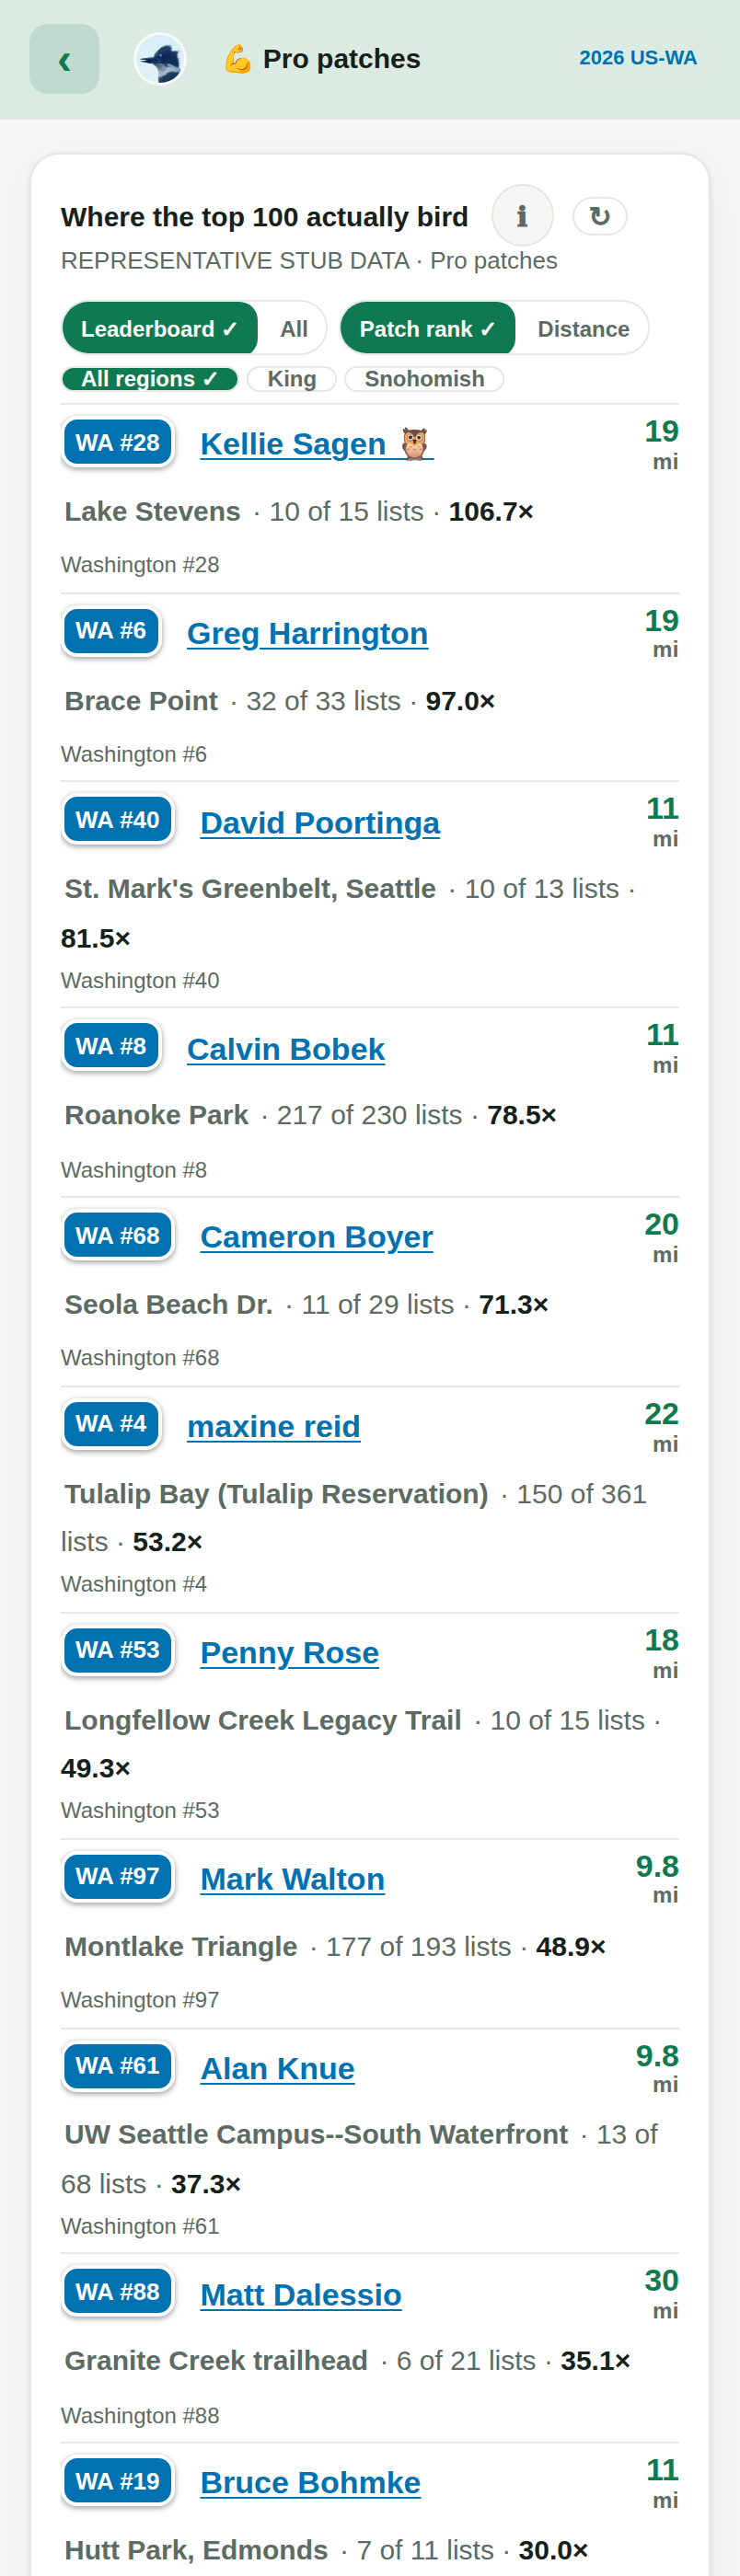 ‹ 💪 Pro patches 2026 US-WA
Where the top 100 actually bird ℹ ↻
REPRESENTATIVE STUB DATA · Pro patches
Leaderboard ✓ All Patch rank ✓ Distance
All regions ✓ King Snohomish
WA #28 Kellie Sagen 🦉 19 mi
Lake Stevens · 10 of 15 lists · 106.7×
Washington #28
WA #6 Greg Harrington 19 mi
Brace Point · 32 of 33 lists · 97.0×
Washington #6
WA #40 David Poortinga 11 mi
St. Mark's Greenbelt, Seattle · 10 of 13 lists ·
81.5×
Washington #40
WA #8 Calvin Bobek 11 mi
Roanoke Park · 217 of 230 lists · 78.5×
Washington #8
WA #68 Cameron Boyer 20 mi
Seola Beach Dr. · 11 of 29 lists · 71.3×
Washington #68
WA #4 maxine reid 22 mi
Tulalip Bay (Tulalip Reservation) · 150 of 361
lists · 53.2×
Washington #4
WA #53 Penny Rose 18 mi
Longfellow Creek Legacy Trail · 10 of 15 lists ·
49.3×
Washington #53
WA #97 Mark Walton 9.8 mi
Montlake Triangle · 177 of 193 lists · 48.9×
Washington #97
WA #61 Alan Knue 9.8 mi
UW Seattle Campus--South Waterfront · 13 of
68 lists · 37.3×
Washington #61
WA #88 Matt Dalessio 30 mi
Granite Creek trailhead · 6 of 21 lists · 35.1×
Washington #88
WA #19 Bruce Bohmke 11 mi
Hutt Park, Edmonds · 7 of 11 lists · 30.0×